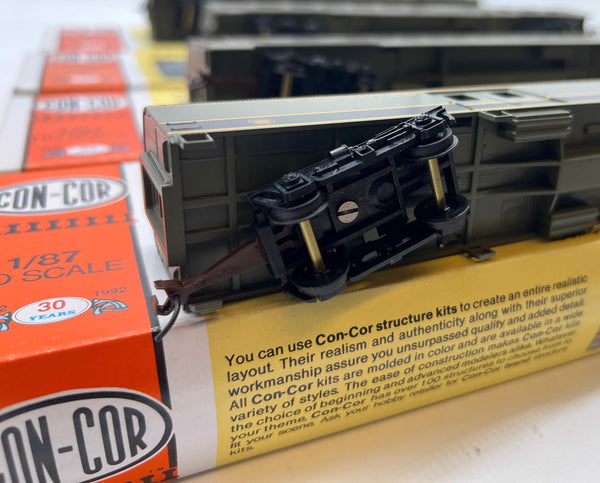 CON-COR
CON-COR
CON-COR
1/87
O SCALE
1992
30
YEARS
ON-COR
You can use Con-Cor structure kits to create an entire realistic
layout. Their realism and authenticity along with their superior
workmanship assure you unsurpassed quality and added detail.
All Con-Cor kits are molded in color and are available in a wide
variety of styles. The ease of construction makes Con-Cor kits
the choice of beginning and advanced modelers alike. Whatever
your theme, Con-Cor has over 100 structures to choose from to
fit your scene. Ask your hobby retailer for Con-Cor brand structure
kits.